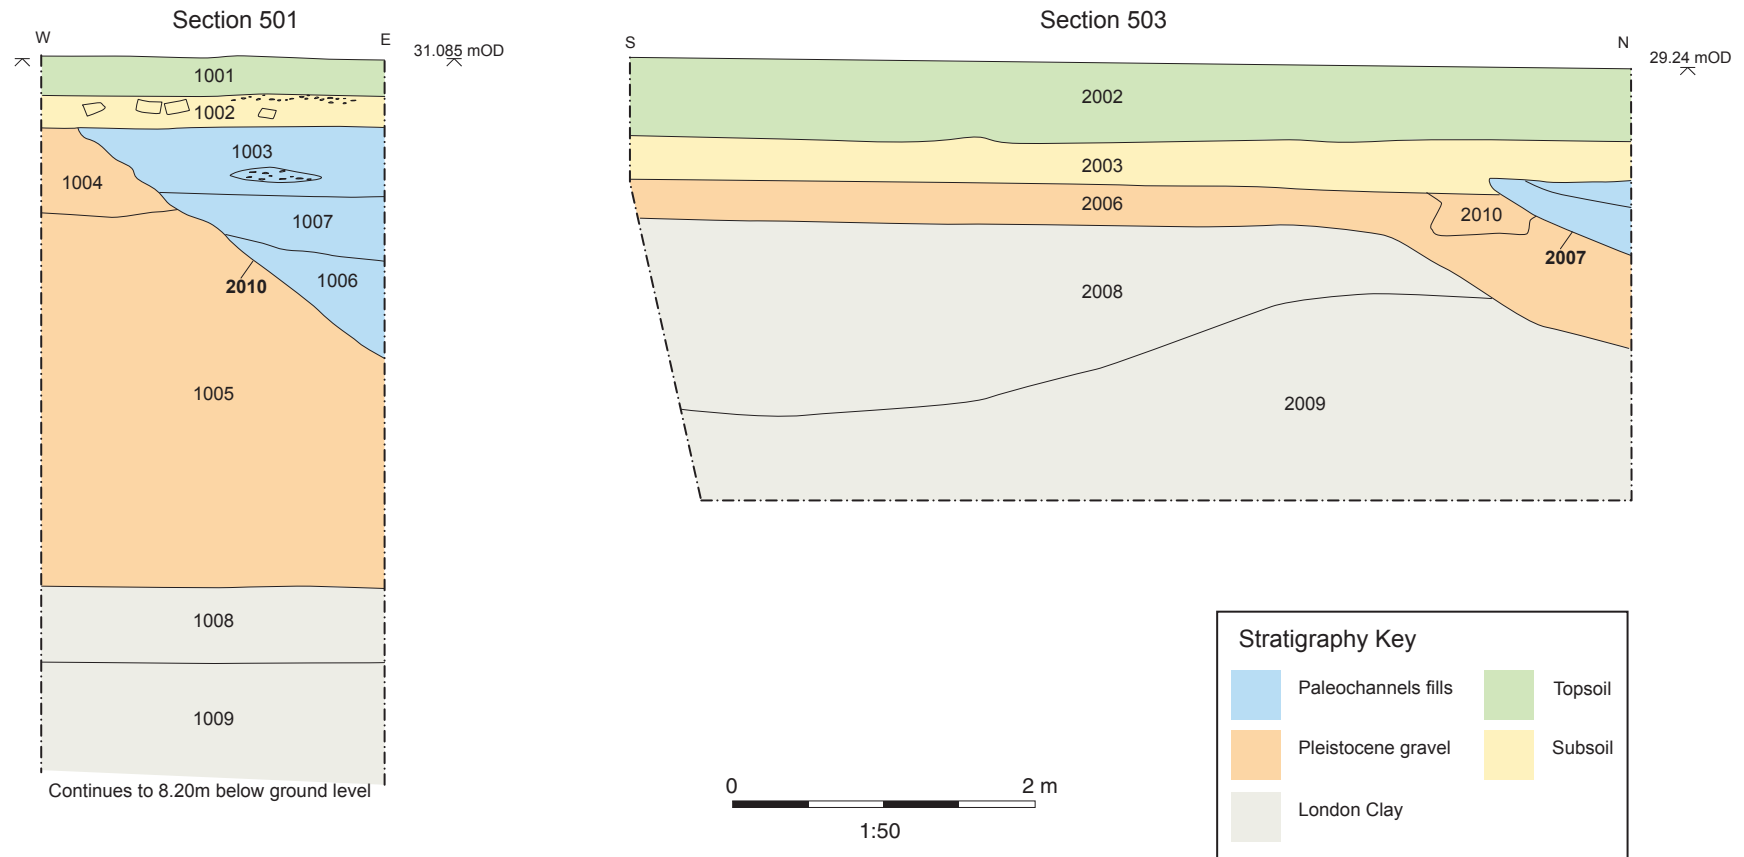 Section 501
W
E
31.085 mOD
1001
1002
1003
1004
1007
1006
2010
1005
1008
1009
Continues to 8.20m below ground level
Section 503
S
N
29.24 mOD
2002
2003
2006
2010
2007
2008
2009
0
2 m
1:50
Stratigraphy Key
Paleochannels fills
Topsoil
Pleistocene gravel
Subsoil
London Clay